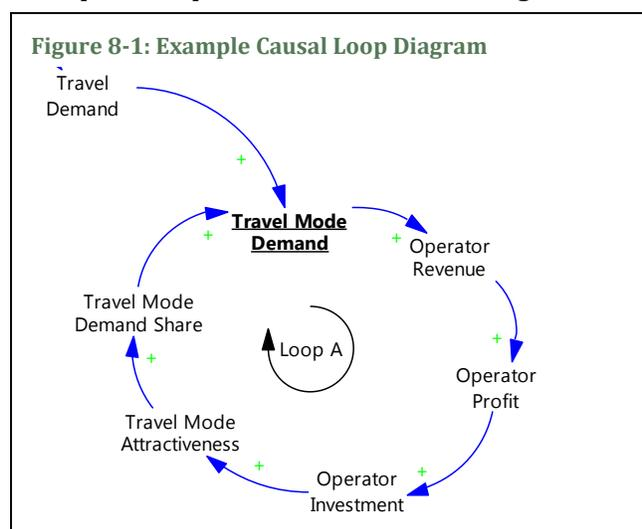 Figure 8-1: Example Causal Loop Diagram
Travel
Demand
+
Travel Mode
Demand
+
+
Operator
Revenue
Travel Mode
Demand Share
+
Loop A
+
Operator
Profit
Travel Mode
Attractiveness
+
+
Operator
Investment